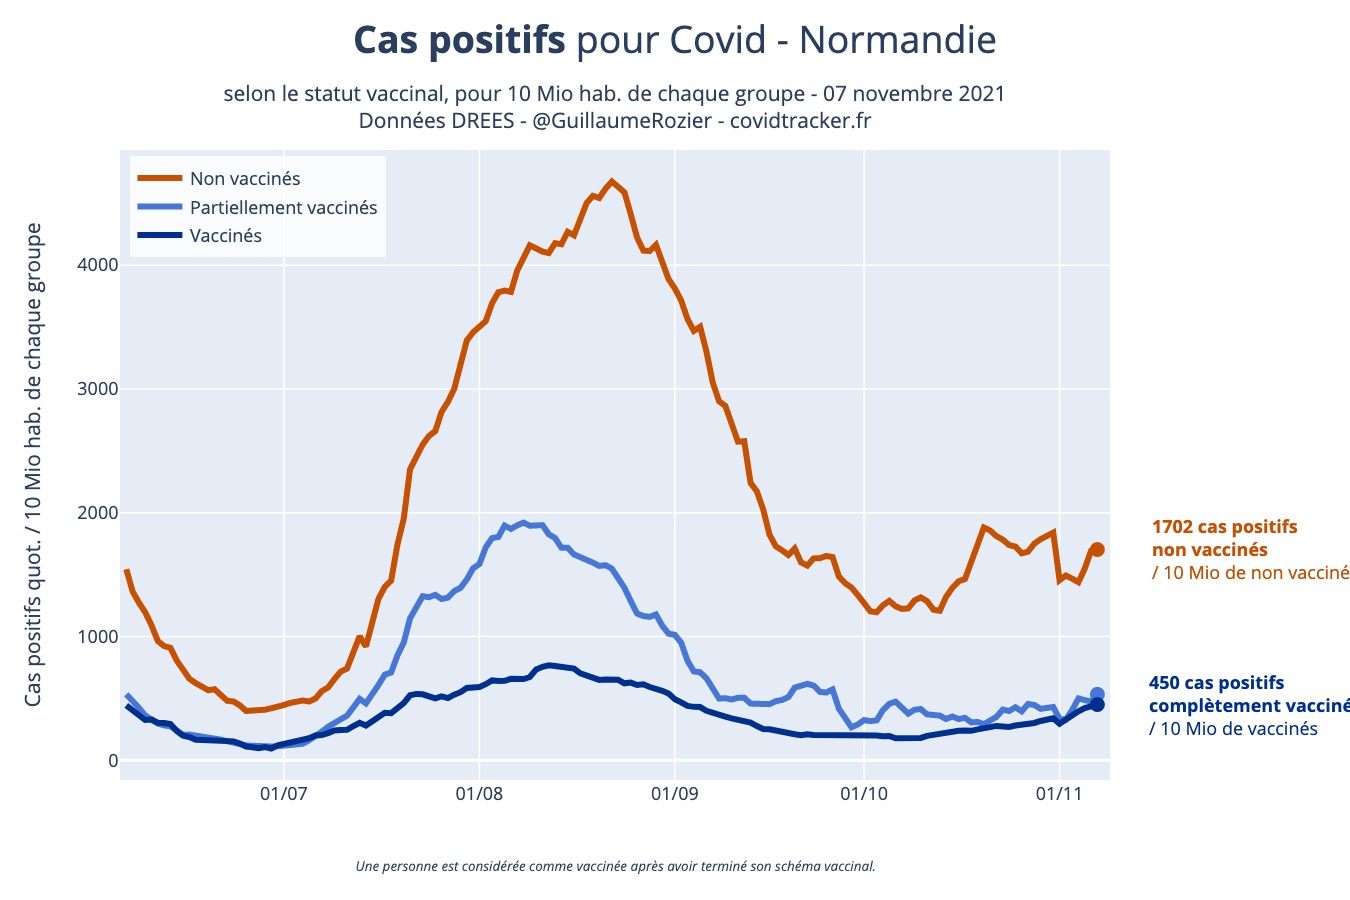 Cas positifs pour Covid - Normandie
selon le statut vaccinal, pour 10 Mio hab. de chaque groupe - 07 novembre 2021
Données DREES - @GuillaumeRozier - covidtracker.fr
Non vaccinés
Partiellement vaccinés
Vaccinés
Cas positifs quot. / 10 Mio hab. de chaque groupe
4000
3000
2000
1000
0
01/07
01/08
01/09
01/10
01/11
1702 cas positifs
non vaccinés
/ 10 Mio de non vacciné
450 cas positifs
complètement vacciné
/ 10 Mio de vaccinés
Une personne est considérée comme vaccinée après avoir terminé son schéma vaccinal.